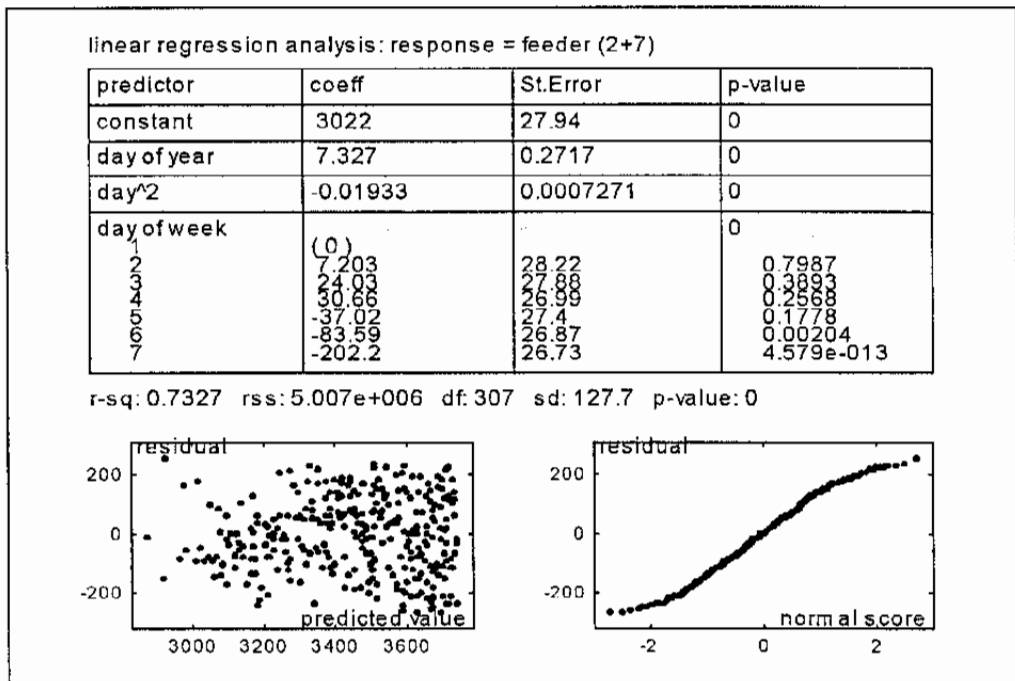 linear regression analysis: response = feeder (2+7)
predictor coeff St.Error p-value
constant 3022 27.94 0
day of year 7.327 0.2717 0
day^2 -0.01933 0.0007271 0
day of week 0
1 (0)
2 7.203 28.22 0.7987
3 24.03 27.88 0.3893
4 30.66 26.99 0.2568
5 -37.02 27.4 0.1778
6 -83.59 26.87 0.00204
7 -202.2 26.73 4.579e-013
r-sq: 0.7327 rss: 5.007e+006 df: 307 sd: 127.7 p-value: 0
residual
200
0
-200
predicted value
3000 3200 3400 3600
residual
200
0
-200
normal score
-2 0 2